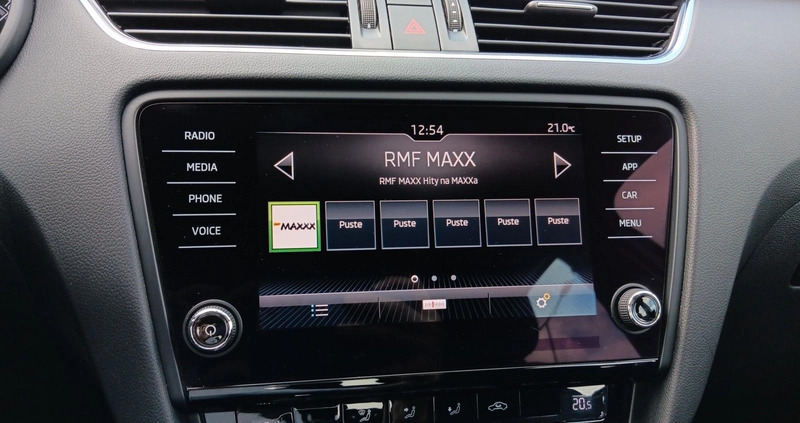 12:54
21.0°C
RADIO
MEDIA
PHONE
VOICE
RMF MAXX
RMF MAXX Hity na MAXXa
MAXXX
Puste
Puste
Puste
Puste
Puste
SETUP
APP
CAR
MENU
20.5